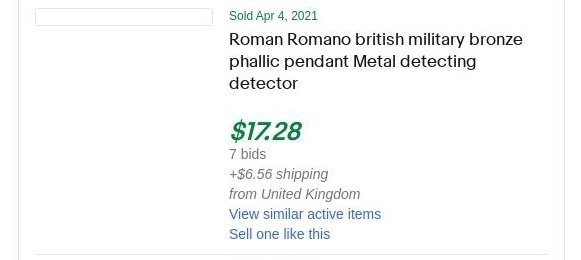 Sold Apr 4, 2021
Roman Romano british military bronze
phallic pendant Metal detecting
detector
$17.28
7 bids
+$6.56 shipping
from United Kingdom
View similar active items
Sell one like this